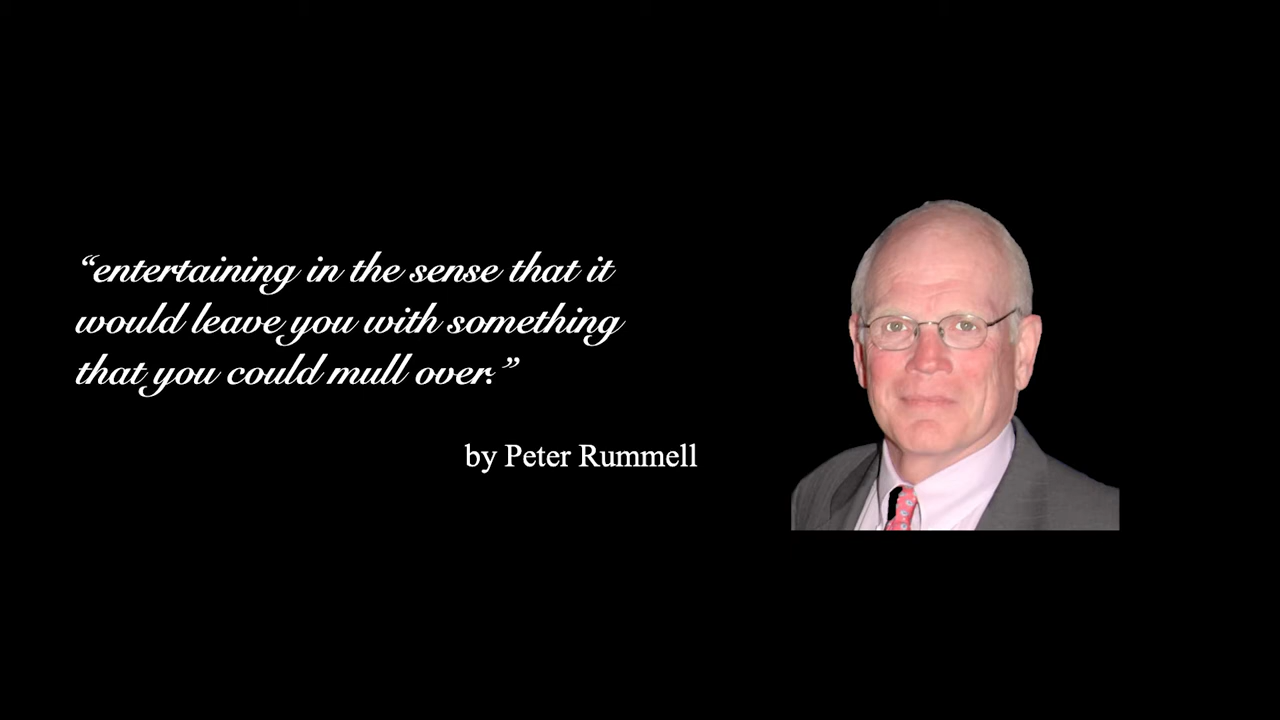 “entertaining in the sense that it
would leave you with something
that you could mull over.”
by Peter Rummell